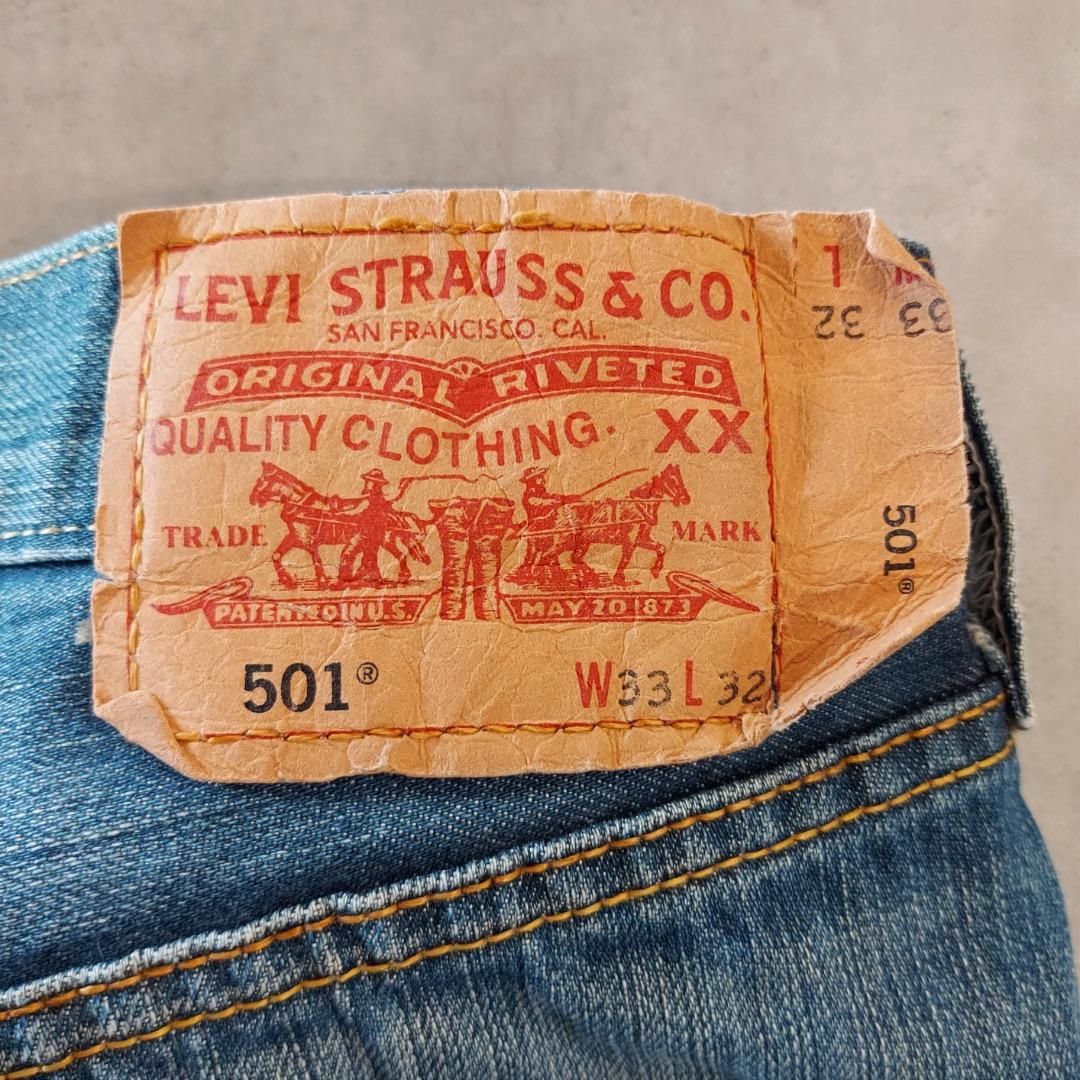 LEVI STRAUSS & CO.
SAN FRANCISCO. CAL.
ORIGINAL RIVETED
QUALITY CLOTHING. XX
TRADE MARK
PATENTED IN U.S. MAY 20 1873
501® W33 L 32
L
33 32
501®